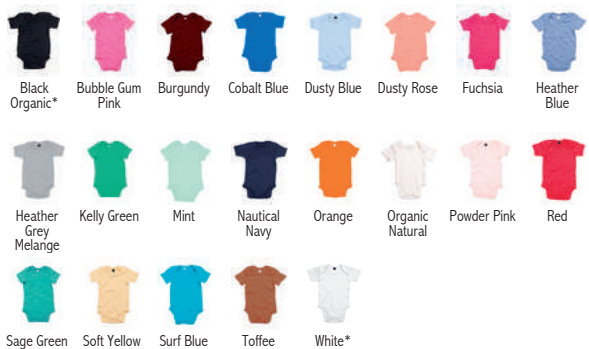 Black
Organic*
Bubble Gum
Pink
Burgundy
Cobalt Blue
Dusty Blue
Dusty Rose
Fuchsia
Heather
Blue
Heather
Grey
Melange
Kelly Green
Mint
Nautical
Navy
Orange
Organic
Natural
Powder Pink
Red
Sage Green
Soft Yellow
Surf Blue
Toffee
White*